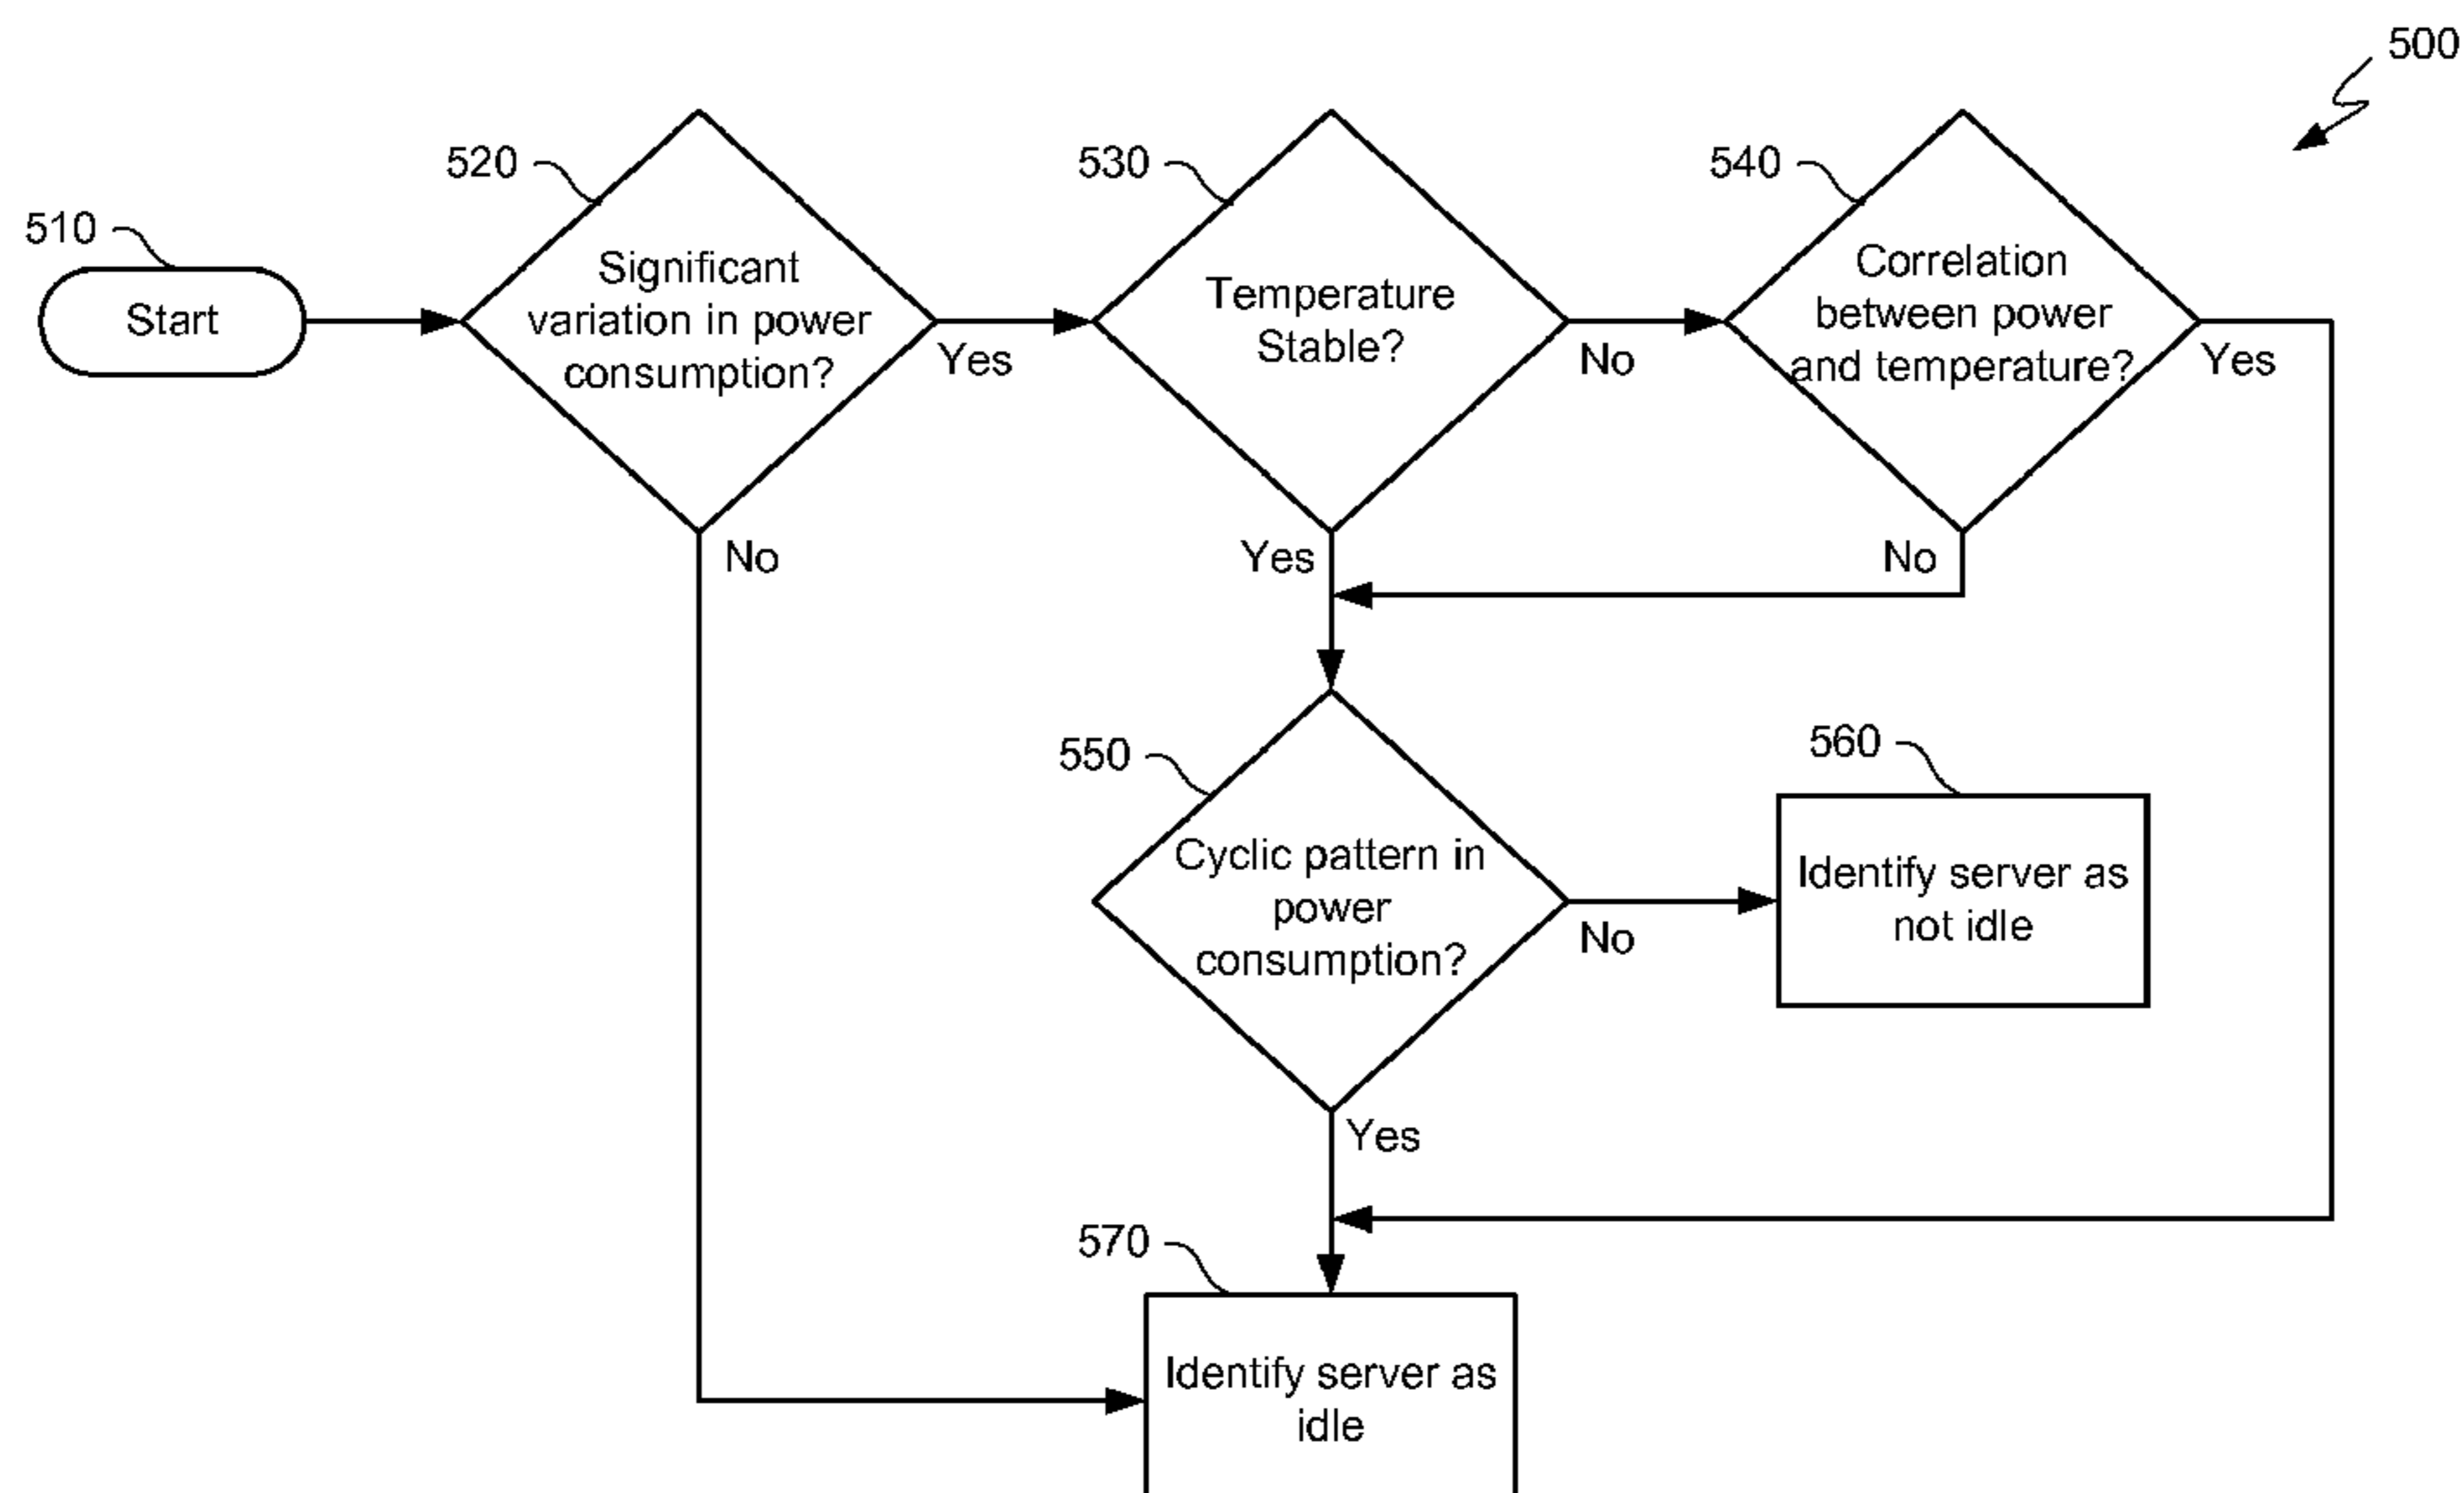 500
510
Start
520
Significant
variation in power
consumption?
Yes
No
530
Temperature
Stable?
No
Yes
540
Correlation
between power
and temperature?
Yes
No
550
Cyclic pattern in
power
consumption?
No
Yes
560
Identify server as
not idle
570
Identify server as
idle